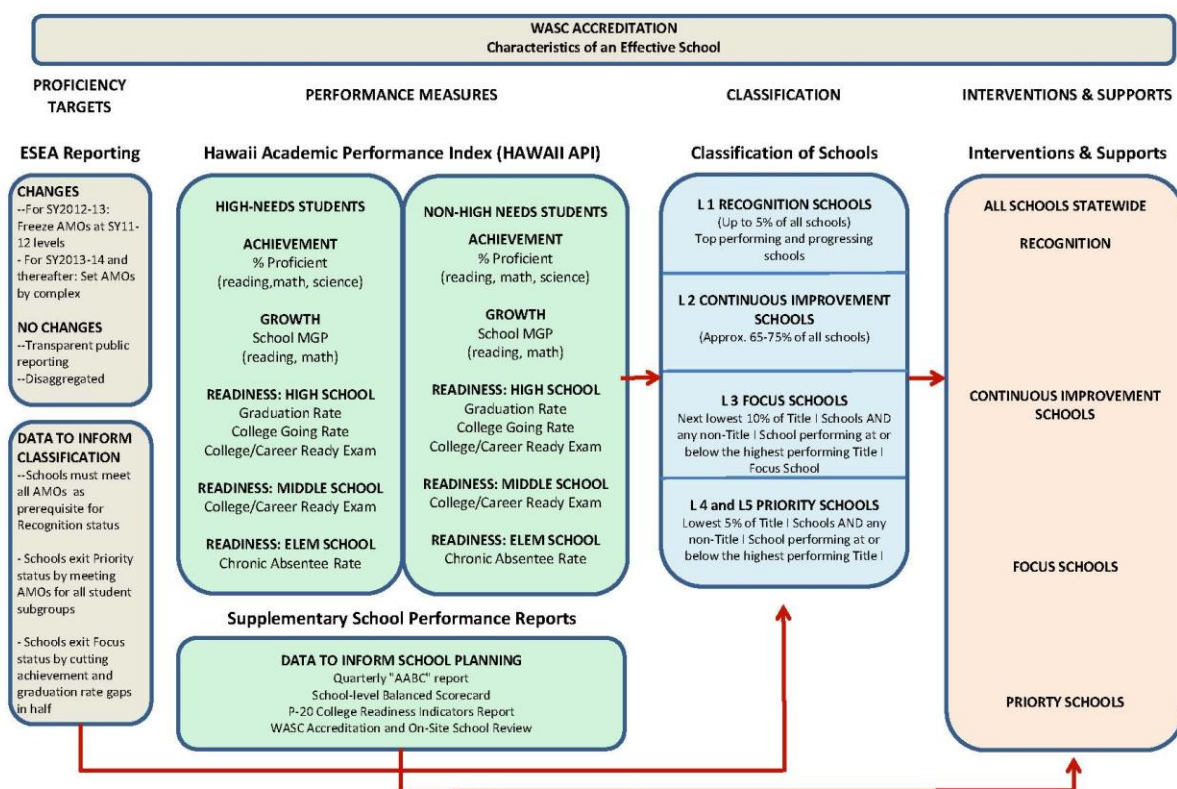 WASC ACCREDITATION
Characteristics of an Effective School
PROFICIENCY
TARGETS
PERFORMANCE MEASURES
CLASSIFICATION
INTERVENTIONS & SUPPORTS
ESEA Reporting
Hawaii Academic Performance Index (HAWAII API)
Classification of Schools
Interventions & Supports
CHANGES
--For SY2012-13:
Freeze AMOs at SY11-
12 levels
- For SY2013-14 and
thereafter: Set AMOs
by complex
NO CHANGES
--Transparent public
reporting
--Disaggregated
DATA TO INFORM
CLASSIFICATION
--Schools must meet
all AMOs as
prerequisite for
Recognition status
- Schools exit Priority
status by meeting
AMOs for all student
subgroups
- Schools exit Focus
status by cutting
achievement and
graduation rate gaps
in half
HIGH-NEEDS STUDENTS
ACHIEVEMENT
% Proficient
(reading,math, science)
GROWTH
School MGP
(reading, math)
READINESS: HIGH SCHOOL
Graduation Rate
College Going Rate
College/Career Ready Exam
READINESS: MIDDLE SCHOOL
College/Career Ready Exam
READINESS: ELEM SCHOOL
Chronic Absentee Rate
NON-HIGH NEEDS STUDENTS
ACHIEVEMENT
% Proficient
(reading, math, science)
GROWTH
School MGP
(reading, math)
READINESS: HIGH SCHOOL
Graduation Rate
College Going Rate
College/Career Ready Exam
READINESS: MIDDLE SCHOOL
College/Career Ready Exam
READINESS: ELEM SCHOOL
Chronic Absentee Rate
Supplementary School Performance Reports
DATA TO INFORM SCHOOL PLANNING
Quarterly "AABC" report
School-level Balanced Scorecard
P-20 College Readiness Indicators Report
WASC Accreditation and On-Site School Review
L 1 RECOGNITION SCHOOLS
(Up to 5% of all schools)
Top performing and progressing
schools
L 2 CONTINUOUS IMPROVEMENT
SCHOOLS
(Approx. 65-75% of all schools)
L 3 FOCUS SCHOOLS
Next lowest 10% of Title I Schools AND
any non-Title I School performing at or
below the highest performing Title I
Focus School
L 4 and L5 PRIORITY SCHOOLS
Lowest 5% of Title I Schools AND any
non-Title I School performing at or
below the highest performing Title I
ALL SCHOOLS STATEWIDE
RECOGNITION
CONTINUOUS IMPROVEMENT
SCHOOLS
FOCUS SCHOOLS
PRIORTY SCHOOLS